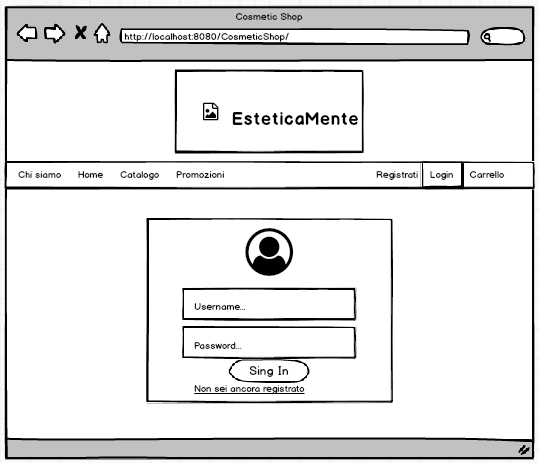 Cosmetic Shop
http://localhost:8080/CosmeticShop/
EsteticaMente
Chi siamo Home Catalogo Promozioni Registrati Login Carrello
Username...
Password...
Sing In
Non sei ancora registrato